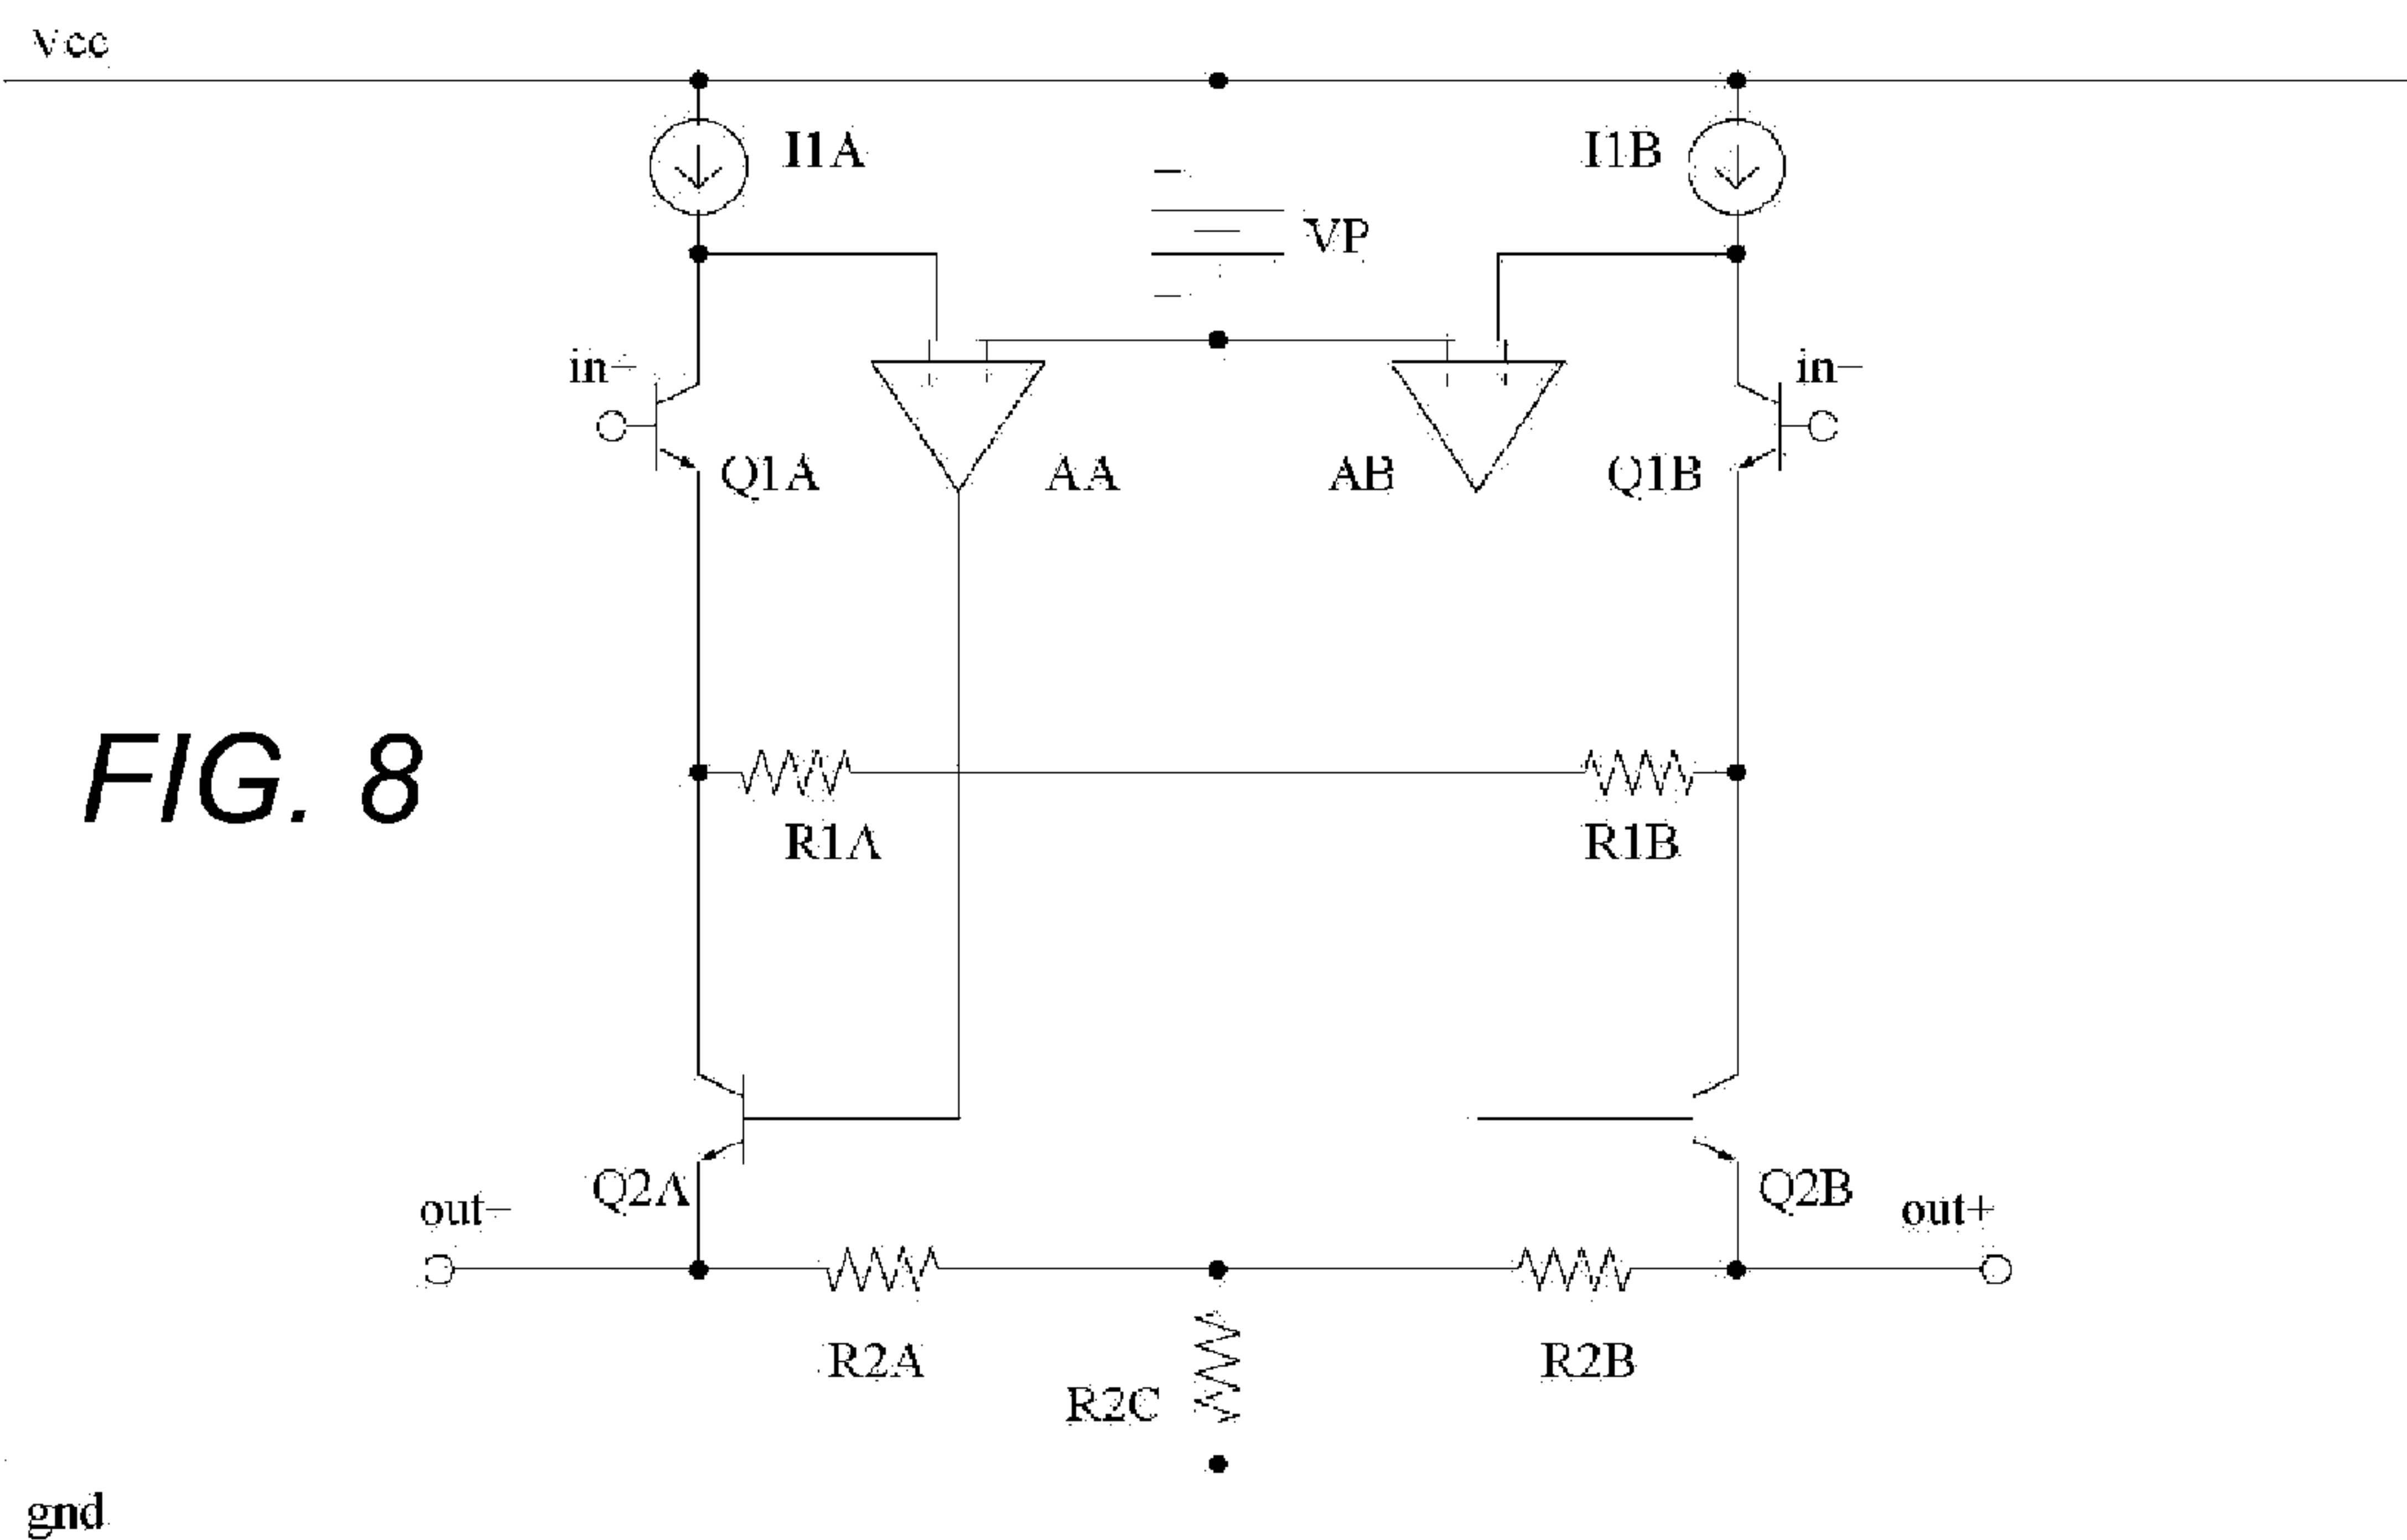 Vcc
I1A
I1B
VP
in+
in−
Q1A
AA
AB
Q1B
FIG. 8
R1A
R1B
Q2A
Q2B
out−
out+
R2A
R2B
R2C
gnd